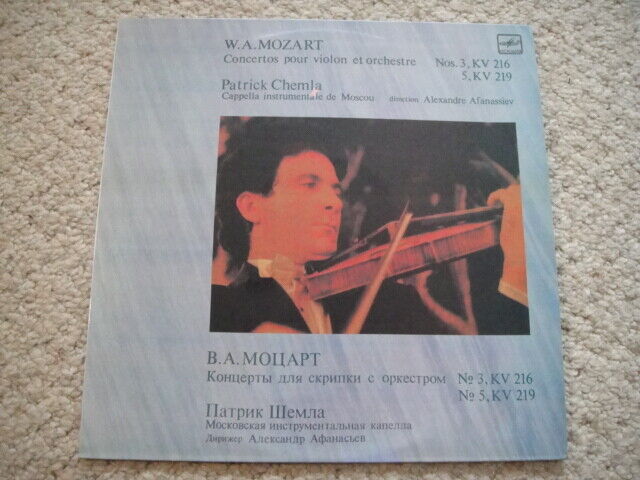 W.A.MOZART
Concertos pour violon et orchestre Nos. 3, KV 216
5, KV 219
Patrick Chemla
Cappella instrumentale de Moscou direction Alexandre Afanassiev
В.А.МОЦАРТ
Концерты для скрипки с оркестром № 3, KV 216
№ 5, KV 219
Патрик Шемла
Московская инструментальная капелла
Дирижер Александр Афанасьев